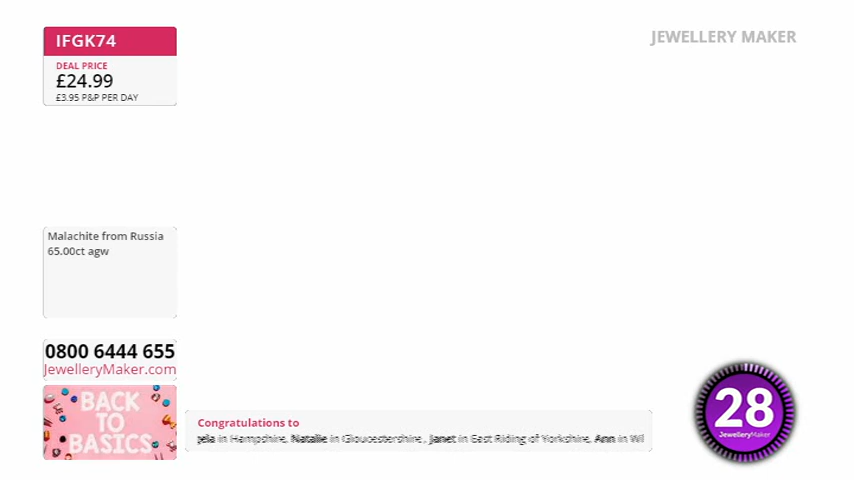 IFGK74
DEAL PRICE
£24.99
£3.95 P&P PER DAY
JEWELLERY MAKER
Malachite from Russia
65.00ct agw
0800 6444 655
JewelleryMaker.com
BACK
TO
BASICS
Congratulations to
gela in Hampshire, Natalie in Gloucestershire, Janet in East Riding of Yorkshire, Ann in Wil
28
JewelleryMaker